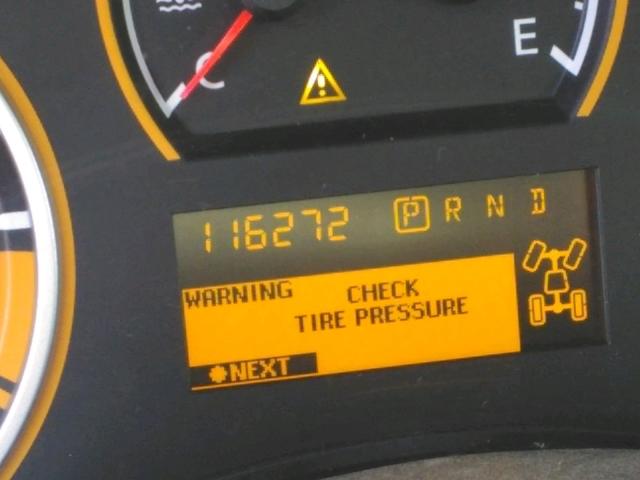 C
E
116272 P R N D
WARNING CHECK
TIRE PRESSURE
NEXT